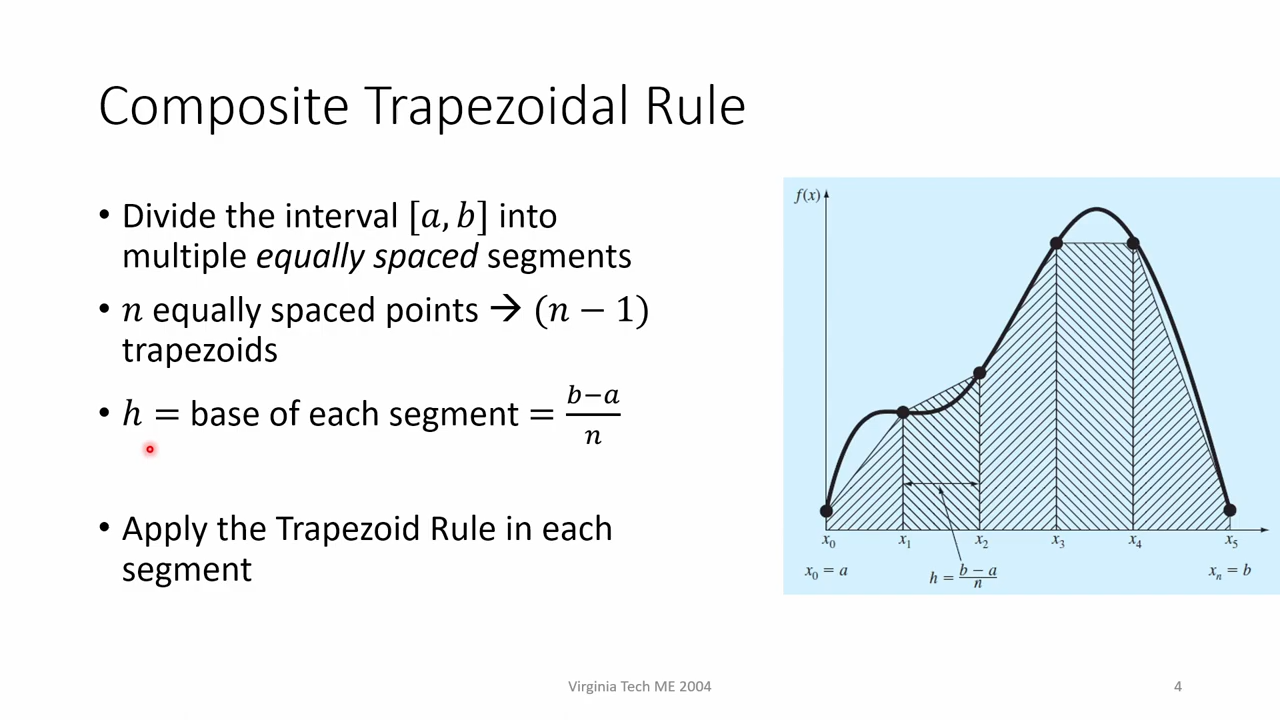 Composite Trapezoidal Rule
• Divide the interval [a, b] into
multiple equally spaced segments
• n equally spaced points → (n − 1)
trapezoids
• h = base of each segment = b−a/n
• Apply the Trapezoid Rule in each
segment
f(x)
x₀ x₁ x₂ x₃ x₄ x₅
x₀ = a h = b − a/n xₙ = b
Virginia Tech ME 2004 4